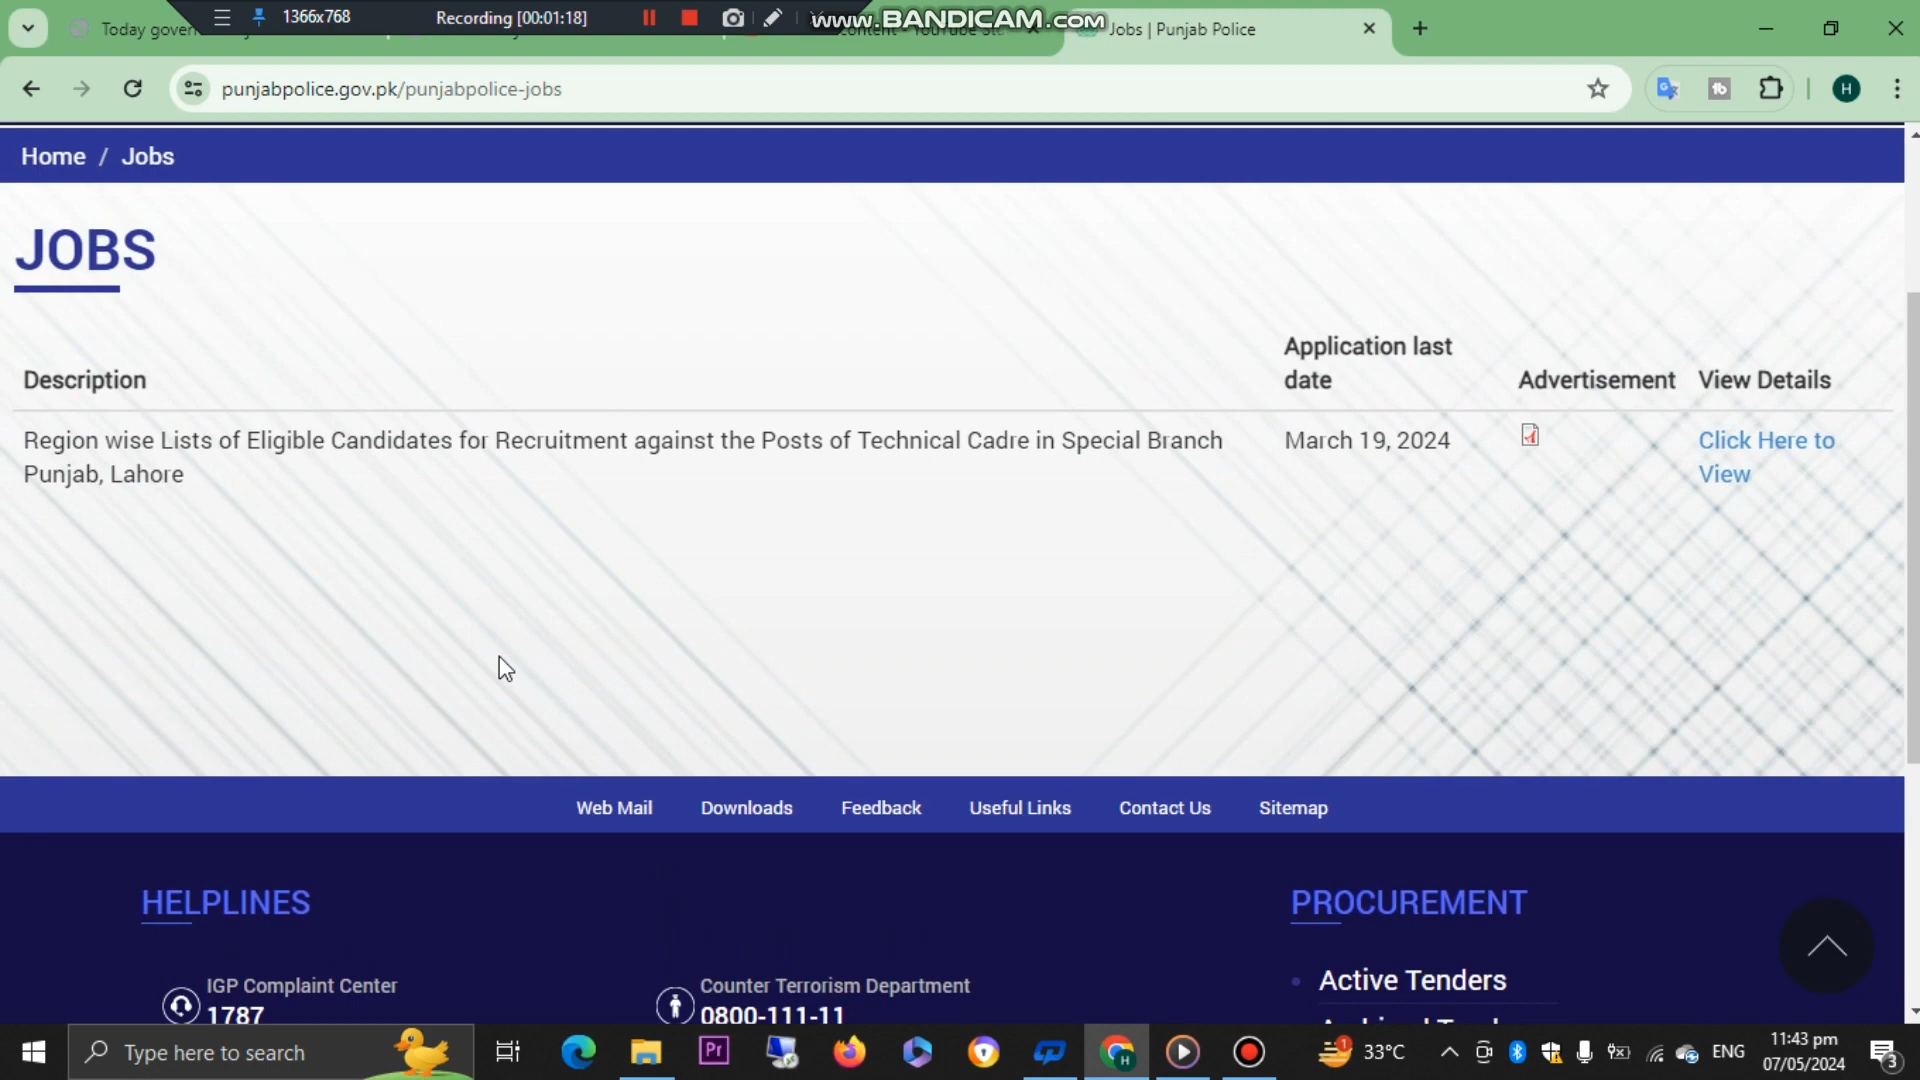 1366x768
Recording [00:01:18]
www.BANDICAM.com
Today gover
Jobs | Punjab Police
punjabpolice.gov.pk/punjabpolice-jobs
H
Home / Jobs
JOBS
Description
Application last
date
Advertisement
View Details
Region wise Lists of Eligible Candidates for Recruitment against the Posts of Technical Cadre in Special Branch
Punjab, Lahore
March 19, 2024
Click Here to
View
Web Mail
Downloads
Feedback
Useful Links
Contact Us
Sitemap
HELPLINES
PROCUREMENT
IGP Complaint Center
1787
Counter Terrorism Department
0800-111-11
Active Tenders
Type here to search
Pr
H
1
33°C
ENG
11:43 pm
07/05/2024
3